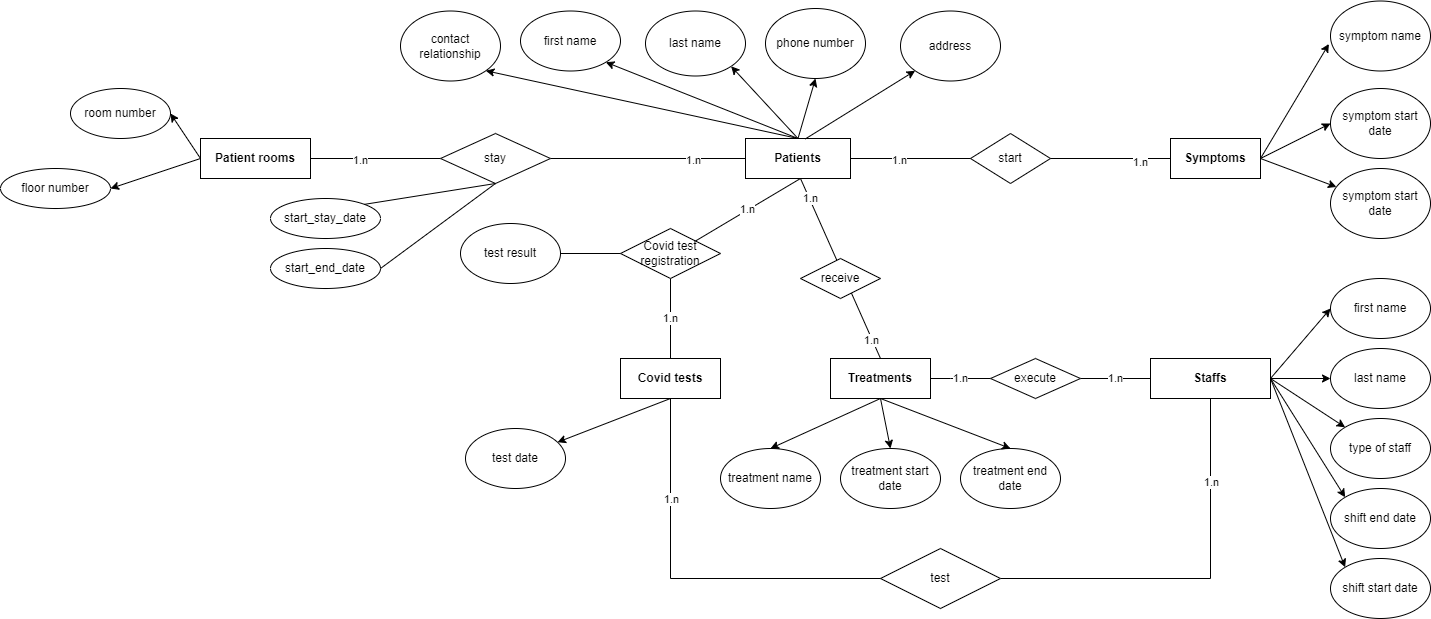 contact
relationship
first name
last name
phone number
address
symptom name
room number
symptom start
date
Patient rooms
1.n
stay
1.n
Patients
1.n
start
1.n
Symptoms
floor number
symptom start
date
start_stay_date
1.n
1.n
test result
Covid test
registration
start_end_date
receive
first name
1.n
1.n
Covid tests
Treatments
1.n
execute
1.n
Staffs
last name
type of staff
test date
treatment name
treatment start
date
treatment end
date
1.n
1.n
shift end date
test
shift start date